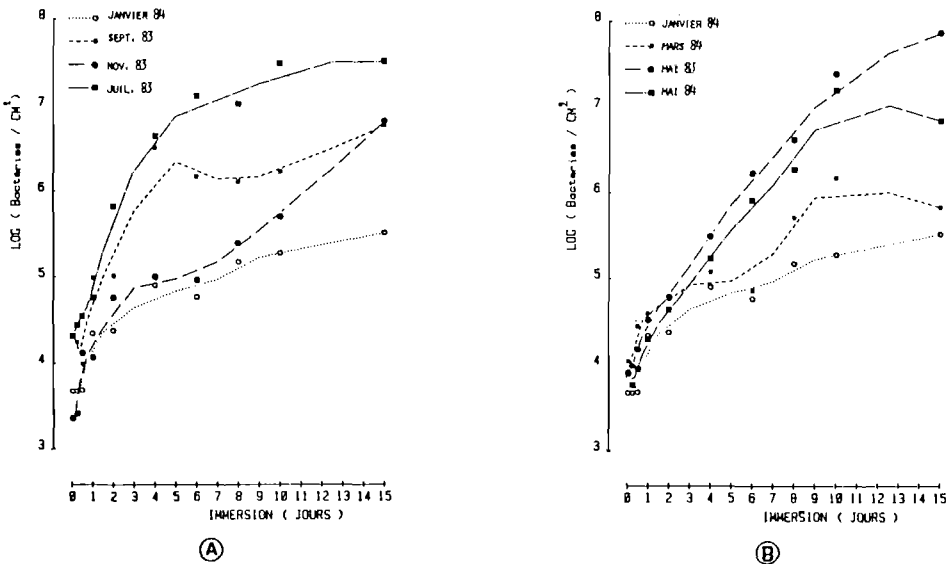 8
JANVIER 84
SEPT. 83
NOV. 83
JUIL. 83
7
6
5
4
3
LOG ( Bacteries / CM²
0 1 2 3 4 5 6 7 8 9 10 11 12 13 14 15
IMMERSION ( JOURS )
A
8
JANVIER 84
MARS 84
MAI 83
MAI 84
7
6
5
4
3
LOG ( Bacteries / CM² )
0 1 2 3 4 5 6 7 8 9 10 11 12 13 14 15
IMMERSION ( JOURS )
B